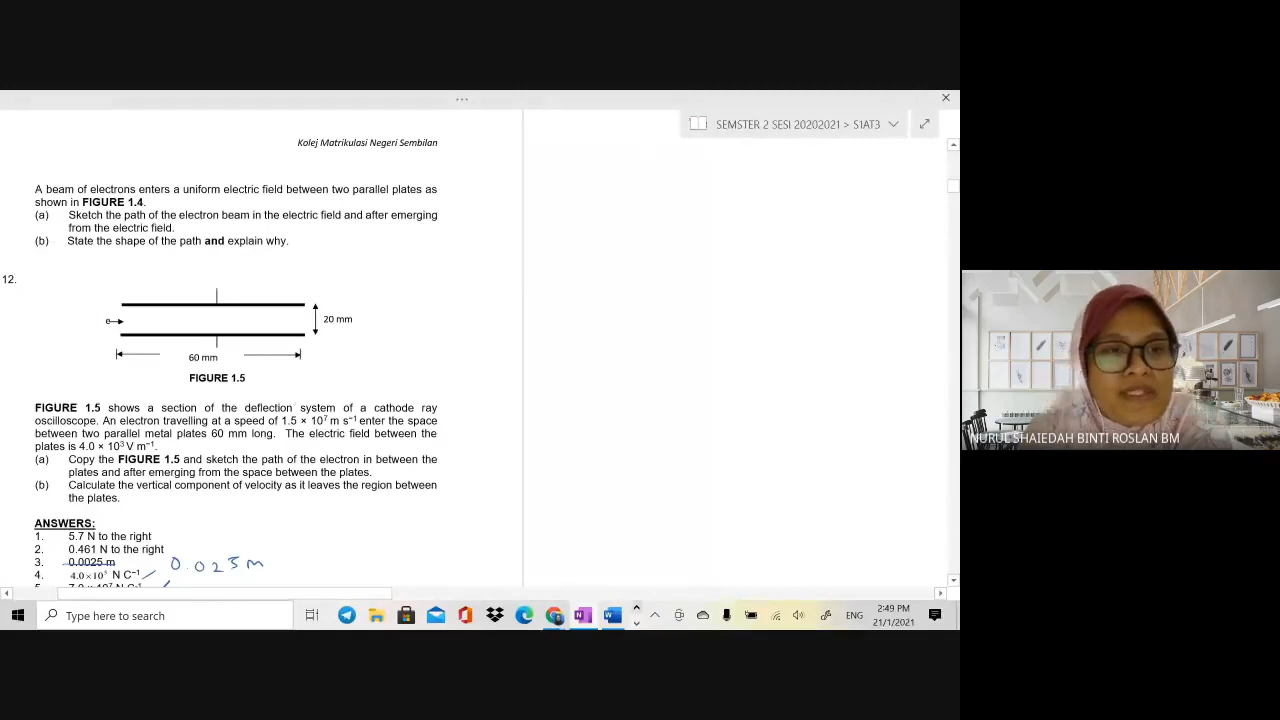 SEMSTER 2 SESI 20202021 > S1AT3
Kolej Matrikulasi Negeri Sembilan
A beam of electrons enters a uniform electric field between two parallel plates as
shown in FIGURE 1.4.
(a) Sketch the path of the electron beam in the electric field and after emerging
from the electric field.
(b) State the shape of the path and explain why.
12.
e
20 mm
60 mm
FIGURE 1.5
FIGURE 1.5 shows a section of the deflection system of a cathode ray
oscilloscope. An electron travelling at a speed of 1.5 × 10⁷ m s⁻¹ enter the space
between two parallel metal plates 60 mm long. The electric field between the
plates is 4.0 × 10³ V m⁻¹.
(a) Copy the FIGURE 1.5 and sketch the path of the electron in between the
plates and after emerging from the space between the plates.
(b) Calculate the vertical component of velocity as it leaves the region between
the plates.
ANSWERS:
1. 5.7 N to the right
2. 0.461 N to the right
3. 0.0025 m 0.025 m
4. 4.0×10⁵ N C⁻¹
NURUL SHAIEDAH BINTI ROSLAN BM
Type here to search
ENG
2:49 PM
21/1/2021